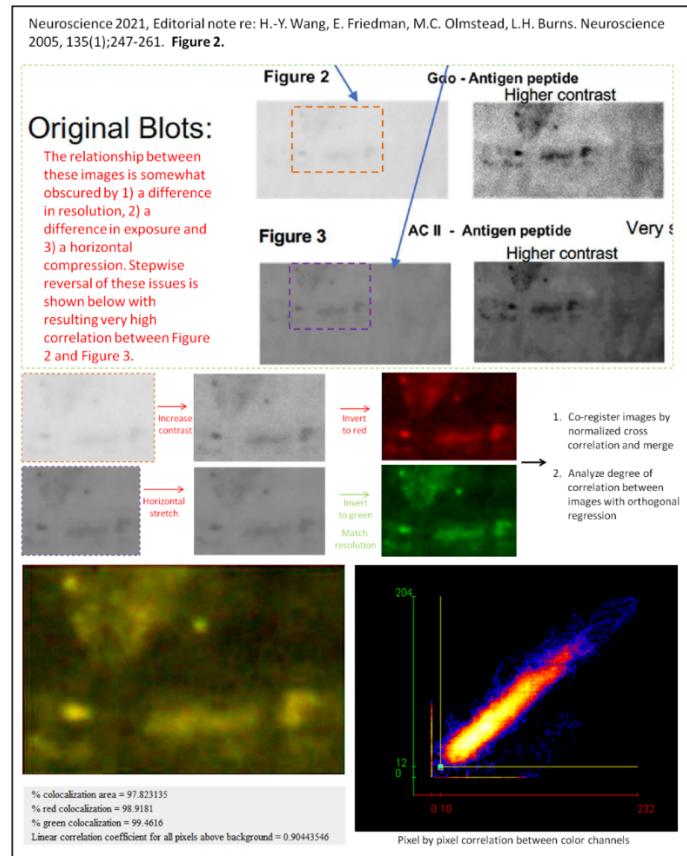 Neuroscience 2021, Editorial note re: H.-Y. Wang, E. Friedman, M.C. Olmstead, L.H. Burns. Neuroscience
2005, 135(1);247-261. Figure 2.
Figure 2
Gαo - Antigen peptide
Higher contrast
Original Blots:
The relationship between
these images is somewhat
obscured by 1) a difference
in resolution, 2) a
difference in exposure and
3) a horizontal
compression. Stepwise
reversal of these issues is
shown below with
resulting very high
correlation between Figure
2 and Figure 3.
Figure 3
AC II - Antigen peptide
Very s
Higher contrast
Increase
contrast
Invert
to red
Horizontal
stretch
Invert
to green
Match
resolution
1. Co-register images by
normalized cross
correlation and merge
2. Analyze degree of
correlation between
images with orthogonal
regression
204
12
0
0 10
232
% colocalization area = 97.823135
% red colocalization = 98.9181
% green colocalization = 99.4616
Linear correlation coefficient for all pixels above background = 0.90443546
Pixel by pixel correlation between color channels